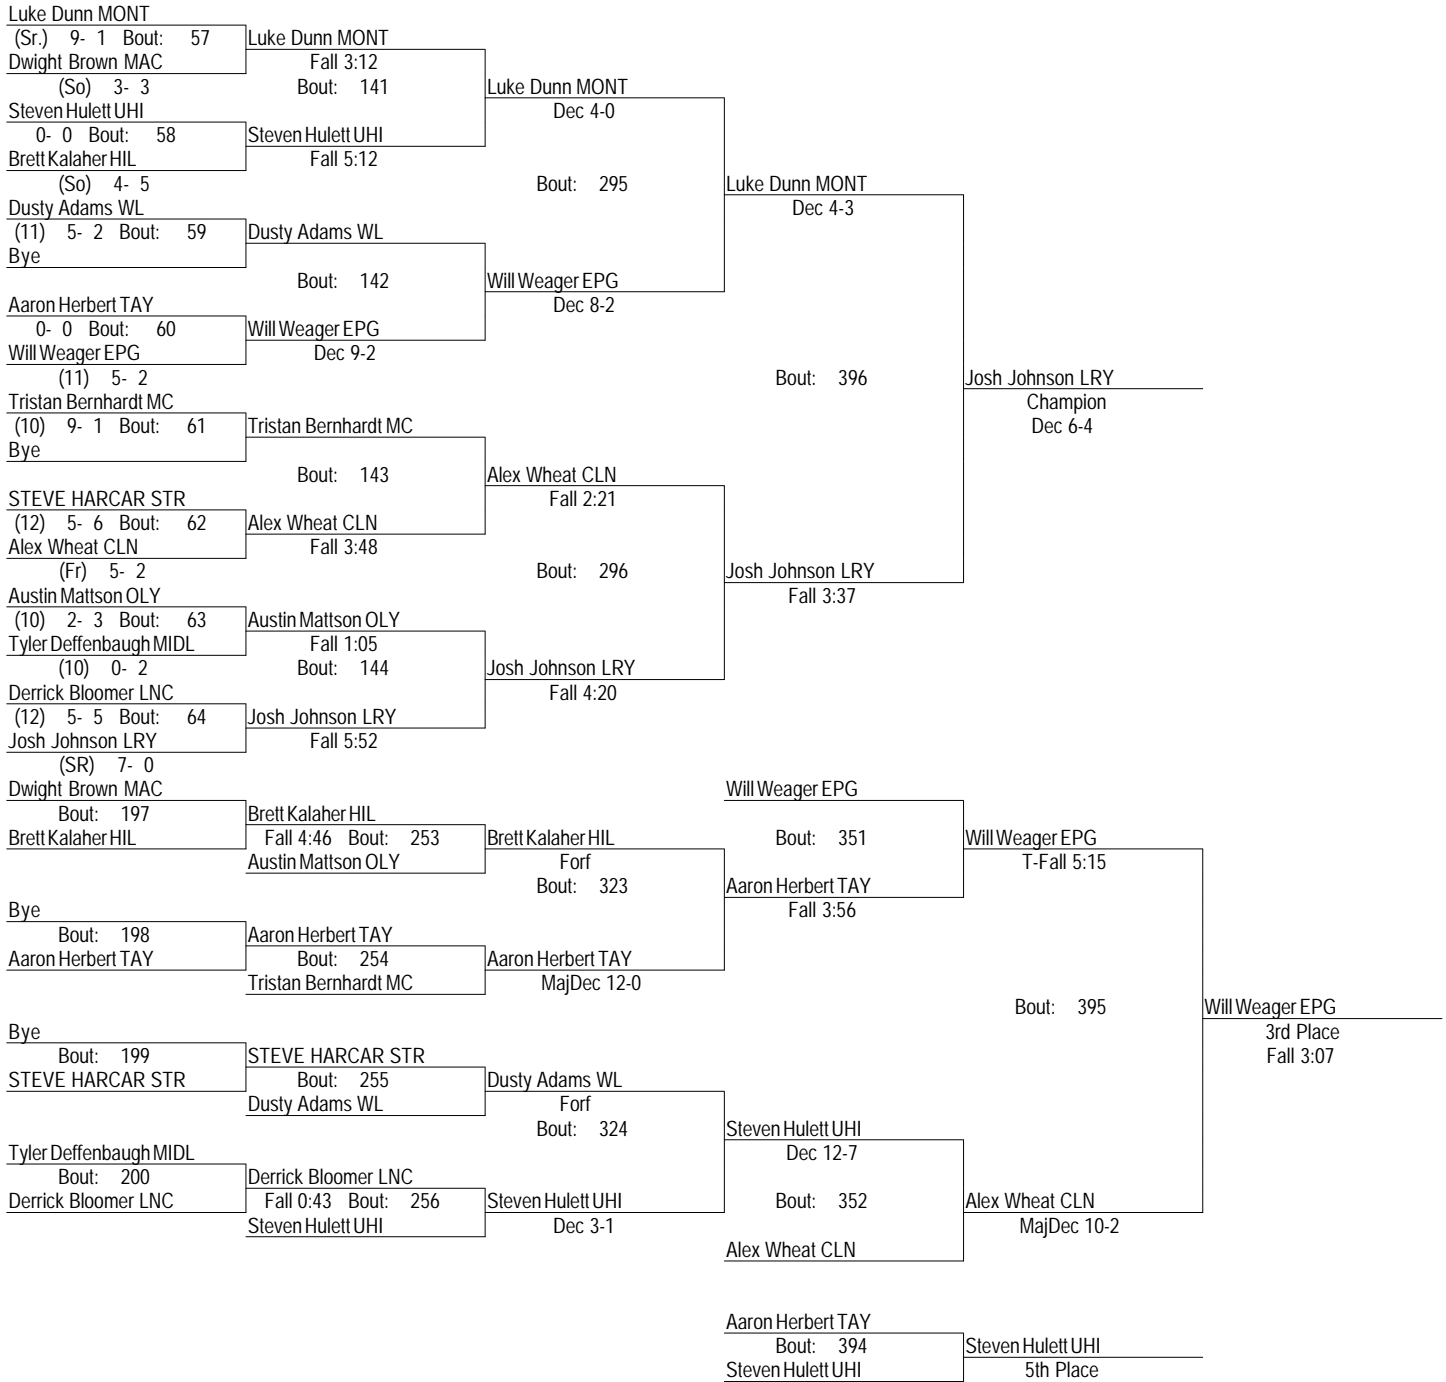 Luke Dunn MONT
(Sr.) 9- 1 Bout: 57 Luke Dunn MONT
Dwight Brown MAC Fall 3:12
(So) 3- 3 Bout: 141 Luke Dunn MONT
Steven Hulett UHI Dec 4-0
0- 0 Bout: 58 Steven Hulett UHI
Brett Kalaher HIL Fall 5:12
(So) 4- 5 Bout: 295 Luke Dunn MONT
Dusty Adams WL Dec 4-3
(11) 5- 2 Bout: 59 Dusty Adams WL
Bye
Bout: 142 Will Weager EPG
Aaron Herbert TAY Dec 8-2
0- 0 Bout: 60 Will Weager EPG
Will Weager EPG Dec 9-2
(11) 5- 2 Bout: 396 Josh Johnson LRY
Tristan Bernhardt MC Champion
(10) 9- 1 Bout: 61 Tristan Bernhardt MC Dec 6-4
Bye
Bout: 143 Alex Wheat CLN
STEVE HARCAR STR Fall 2:21
(12) 5- 6 Bout: 62 Alex Wheat CLN
Alex Wheat CLN Fall 3:48
(Fr) 5- 2 Bout: 296 Josh Johnson LRY
Austin Mattson OLY Fall 3:37
(10) 2- 3 Bout: 63 Austin Mattson OLY
Tyler Deffenbaugh MIDL Fall 1:05
(10) 0- 2 Bout: 144 Josh Johnson LRY
Derrick Bloomer LNC Fall 4:20
(12) 5- 5 Bout: 64 Josh Johnson LRY
Josh Johnson LRY Fall 5:52
(SR) 7- 0
Dwight Brown MAC Will Weager EPG
Bout: 197 Brett Kalaher HIL
Brett Kalaher HIL Fall 4:46 Bout: 253 Brett Kalaher HIL Bout: 351 Will Weager EPG
Austin Mattson OLY Forf T-Fall 5:15
Bout: 323 Aaron Herbert TAY
Bye Fall 3:56
Bout: 198 Aaron Herbert TAY
Aaron Herbert TAY Bout: 254 Aaron Herbert TAY
Tristan Bernhardt MC MajDec 12-0
Bout: 395 Will Weager EPG
Bye 3rd Place
Bout: 199 STEVE HARCAR STR Fall 3:07
STEVE HARCAR STR Bout: 255 Dusty Adams WL
Dusty Adams WL Forf
Bout: 324 Steven Hulett UHI
Tyler Deffenbaugh MIDL Dec 12-7
Bout: 200 Derrick Bloomer LNC
Derrick Bloomer LNC Fall 0:43 Bout: 256 Steven Hulett UHI Bout: 352 Alex Wheat CLN
Steven Hulett UHI Dec 3-1 MajDec 10-2
Alex Wheat CLN
Aaron Herbert TAY
Bout: 394 Steven Hulett UHI
Steven Hulett UHI 5th Place